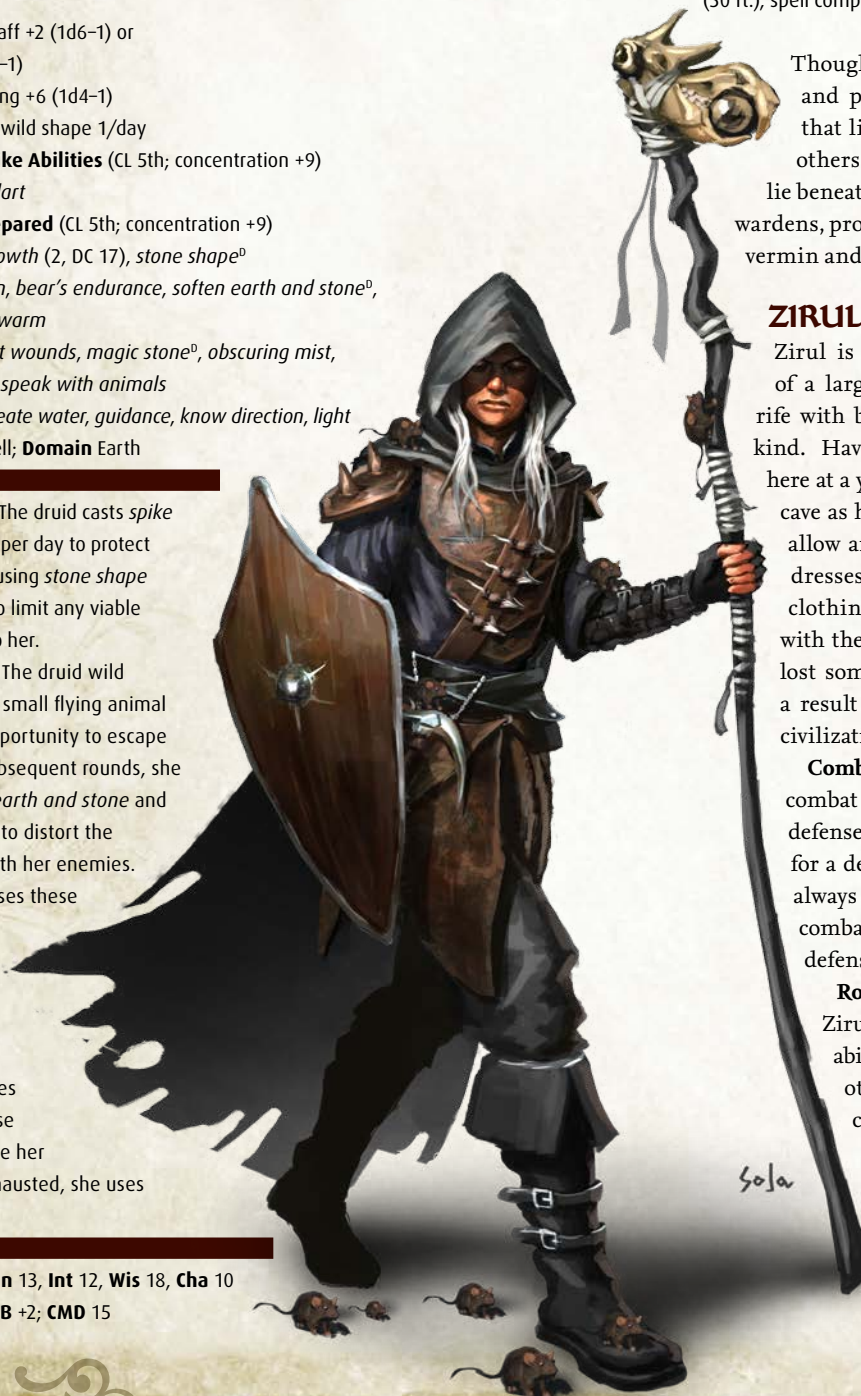 (30 ft.), spell comp
aff +2 (1d6–1) or
–1)
ng +6 (1d4–1)
wild shape 1/day
ke Abilities (CL 5th; concentration +9)
lart
pared (CL 5th; concentration +9)
owth (2, DC 17), stone shapeᴰ
n, bear's endurance, soften earth and stoneᴰ,
warm
t wounds, magic stoneᴰ, obscuring mist,
speak with animals
eate water, guidance, know direction, light
ell; Domain Earth
The druid casts spike
per day to protect
using stone shape
o limit any viable
o her.
The druid wild
small flying animal
portunity to escape
bsequent rounds, she
earth and stone and
to distort the
th her enemies.
ses these
es
se
e her
hausted, she uses
n 13, Int 12, Wis 18, Cha 10
B +2; CMD 15
Though
and p
that li
others
lie beneat
wardens, pro
vermin and
ZIRUL
Zirul is
of a larg
rife with b
kind. Hav
here at a y
cave as h
allow a
dresses
clothin
with the
lost som
a result
civilizati
Comb
combat
defense
for a de
always
comba
defens
Ro
Ziru
abi
ot
c
Sola